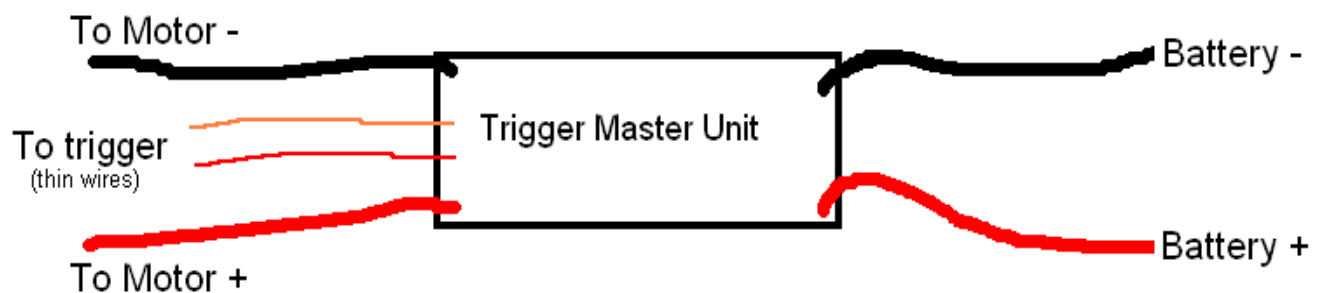 To Motor -
Battery -
Trigger Master Unit
To trigger
(thin wires)
Battery +
To Motor +